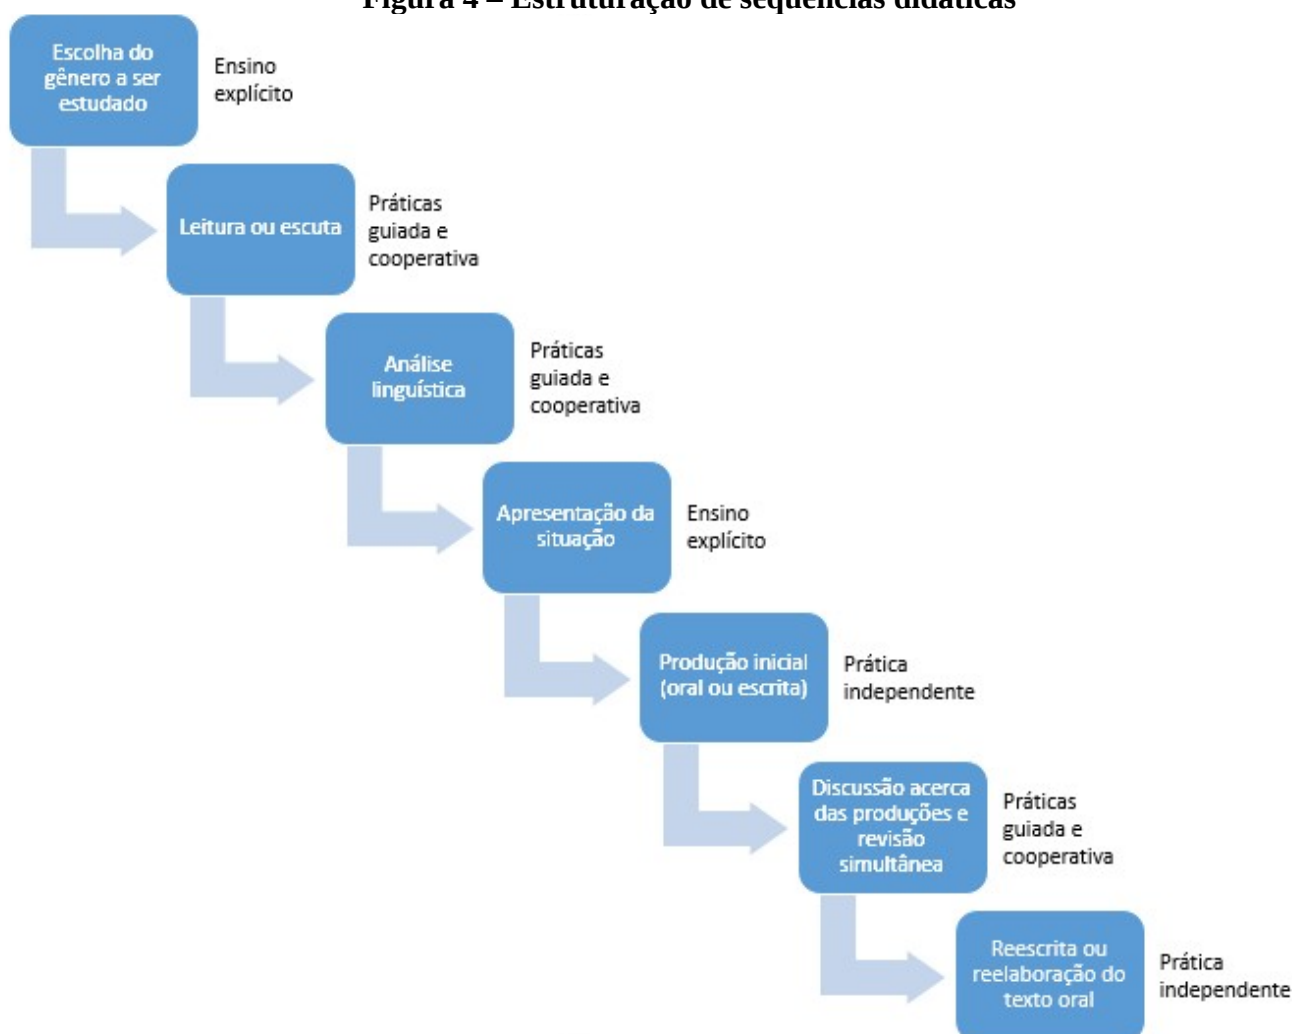 Figura 4 – Estruturação de sequências didáticas
Escolha do
gênero a ser
estudado
Ensino
explícito
Leitura ou escuta
Práticas
guiada e
cooperativa
Análise
linguística
Práticas
guiada e
cooperativa
Apresentação da
situação
Ensino
explícito
Produção inicial
(oral ou escrita)
Prática
independente
Discussão acerca
das produções e
revisão
simultânea
Práticas
guiada e
cooperativa
Reescrita ou
reelaboração do
texto oral
Prática
independente